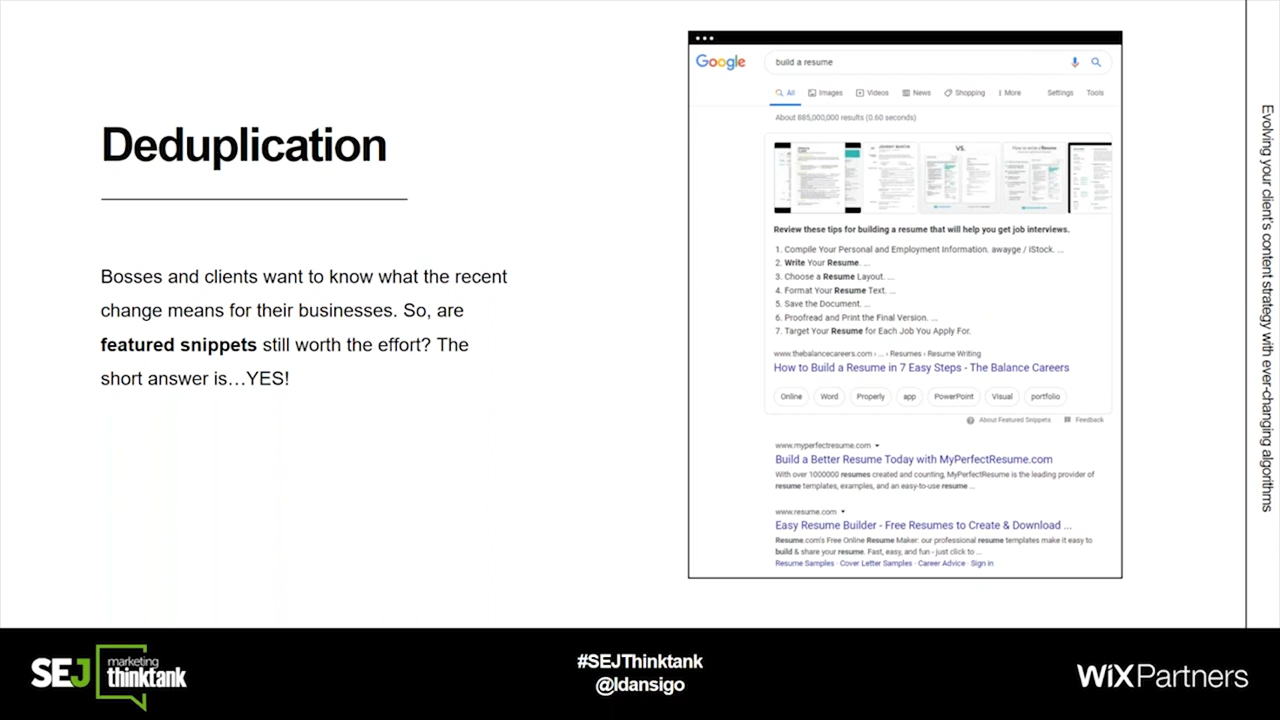 Deduplication
Bosses and clients want to know what the recent
change means for their businesses. So, are
featured snippets still worth the effort? The
short answer is…YES!
Google
build a resume
All Images Videos News Shopping More Settings Tools
About 885,000,000 results (0.60 seconds)
VS.
How to write a Resume
Review these tips for building a resume that will help you get job interviews.
1. Compile Your Personal and Employment Information. awayge / iStock. ...
2. Write Your Resume. ...
3. Choose a Resume Layout. ...
4. Format Your Resume Text. ...
5. Save the Document. ...
6. Proofread and Print the Final Version. ...
7. Target Your Resume for Each Job You Apply For.
www.thebalancecareers.com › ... › Resumes › Resume Writing
How to Build a Resume in 7 Easy Steps - The Balance Careers
Online Word Properly app PowerPoint Visual portfolio
About Featured Snippets Feedback
www.myperfectresume.com
Build a Better Resume Today with MyPerfectResume.com
With over 1000000 resumes created and counting, MyPerfectResume is the leading provider of
resume templates, examples, and an easy-to-use resume ...
www.resume.com
Easy Resume Builder - Free Resumes to Create & Download ...
Resume.com's Free Online Resume Maker: our professional resume templates make it easy to
build & share your resume. Fast, easy, and fun - just click to ...
Resume Samples · Cover Letter Samples · Career Advice · Sign in
Evolving your client's content strategy with ever-changing algorithms
SEJ marketing
thinktank
#SEJThinktank
@Idansigo
WiXPartners